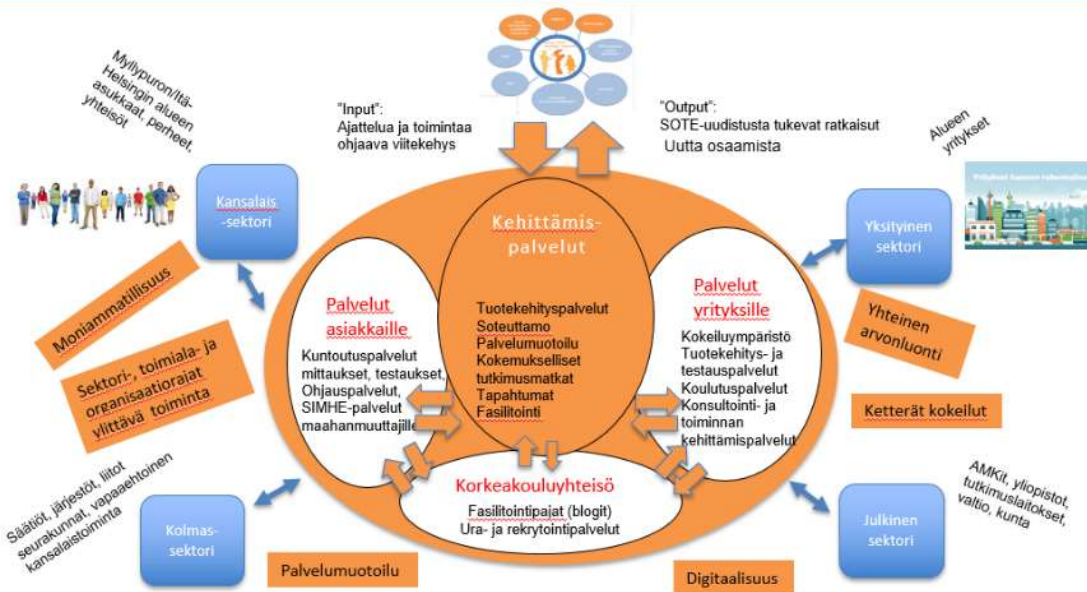 Myllypuron/Itä-
Helsingin alueen
asukkaat, perheet,
yhteisöt
"Input":
Ajattelua ja toimintaa
ohjaava viitekehys
"Output":
SOTE-uudistusta tukevat ratkaisut
Uutta osaamista
Alueen
yritykset
Kansalais
-sektori
Yksityinen
sektori
Kehittämis-
palvelut
Tuotekehityspalvelut
Soteuttamo
Palvelumuotoilu
Kokemukselliset
tutkimusmatkat
Tapahtumat
Fasilitointi
Palvelut
asiakkaille
Kuntoutuspalvelut
mittaukset, testaukset,
Ohjauspalvelut,
SIMHE-palvelut
maahanmuuttajille
Palvelut
yrityksille
Kokeiluympäristö
Tuotekehitys- ja
testauspalvelut
Koulutuspalvelut
Konsultointi- ja
toiminnan
kehittämispalvelut
Moniammatillisuus
Sektori-, toimiala- ja
organisaatiorajat
ylittävä toiminta
Yhteinen
arvonluonti
Ketterät kokeilut
Korkeakouluyhteisö
Fasilitointipajat (blogit)
Ura- ja rekrytointipalvelut
Säätiöt, järjestöt, liitot
seurakunnat, vapaaehtoinen
kansalaistoiminta
Kolmas-
sektori
Julkinen
sektori
AMKit, yliopistot,
tutkimuslaitokset,
valtio, kunta
Palvelumuotoilu
Digitaalisuus